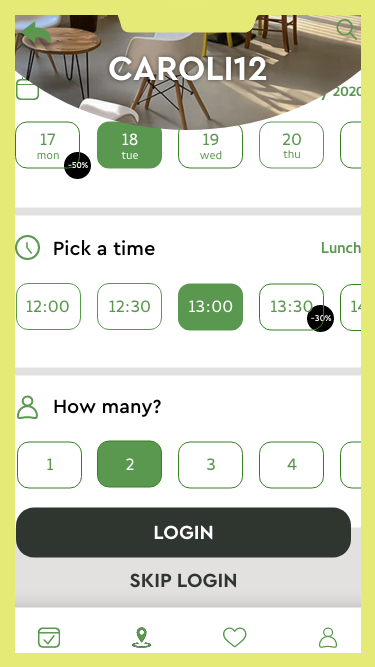 CAROLI12
2020
17
mon
-50%
18
tue
19
wed
20
thu
Pick a time
Lunch
12:00
12:30
13:00
13:30
-30%
14
How many?
1
2
3
4
LOGIN
SKIP LOGIN